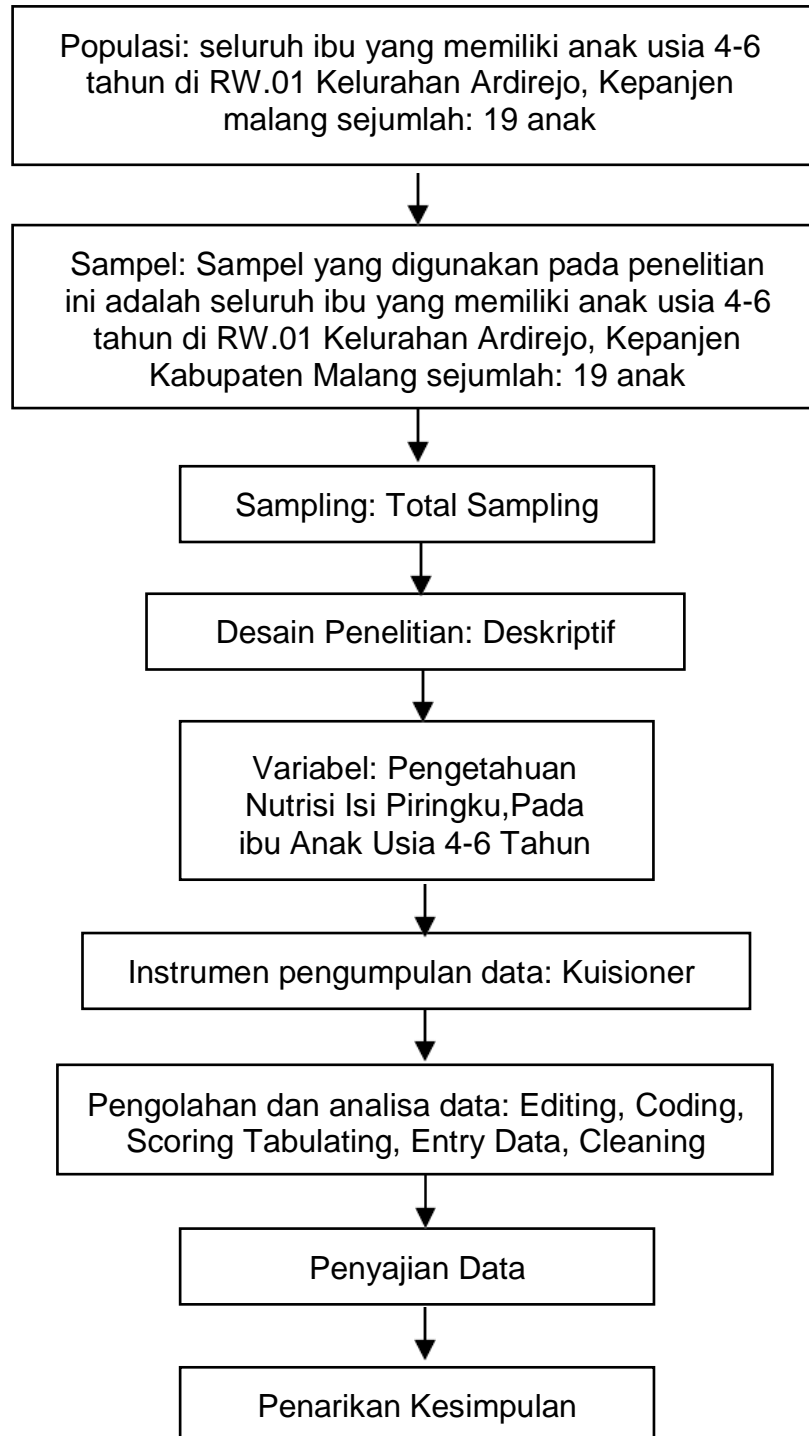 Populasi: seluruh ibu yang memiliki anak usia 4-6
tahun di RW.01 Kelurahan Ardirejo, Kepanjen
malang sejumlah: 19 anak
Sampel: Sampel yang digunakan pada penelitian
ini adalah seluruh ibu yang memiliki anak usia 4-6
tahun di RW.01 Kelurahan Ardirejo, Kepanjen
Kabupaten Malang sejumlah: 19 anak
Sampling: Total Sampling
Desain Penelitian: Deskriptif
Variabel: Pengetahuan
Nutrisi Isi Piringku,Pada
ibu Anak Usia 4-6 Tahun
Instrumen pengumpulan data: Kuisioner
Pengolahan dan analisa data: Editing, Coding,
Scoring Tabulating, Entry Data, Cleaning
Penyajian Data
Penarikan Kesimpulan